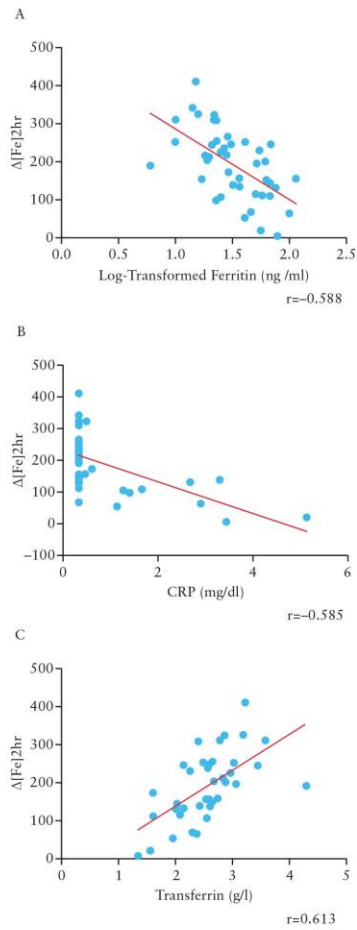 A
500
400
300
200
100
0
Δ[Fe]2hr
0.0 0.5 1.0 1.5 2.0 2.5
Log-Transformed Ferritin (ng /ml)
r=−0.588
B
500
400
300
200
100
0
−100
Δ[Fe]2hr
0 2 4 6
CRP (mg/dl)
r=−0.585
C
500
400
300
200
100
0
Δ[Fe]2hr
0 1 2 3 4 5
Transferrin (g/l)
r=0.613